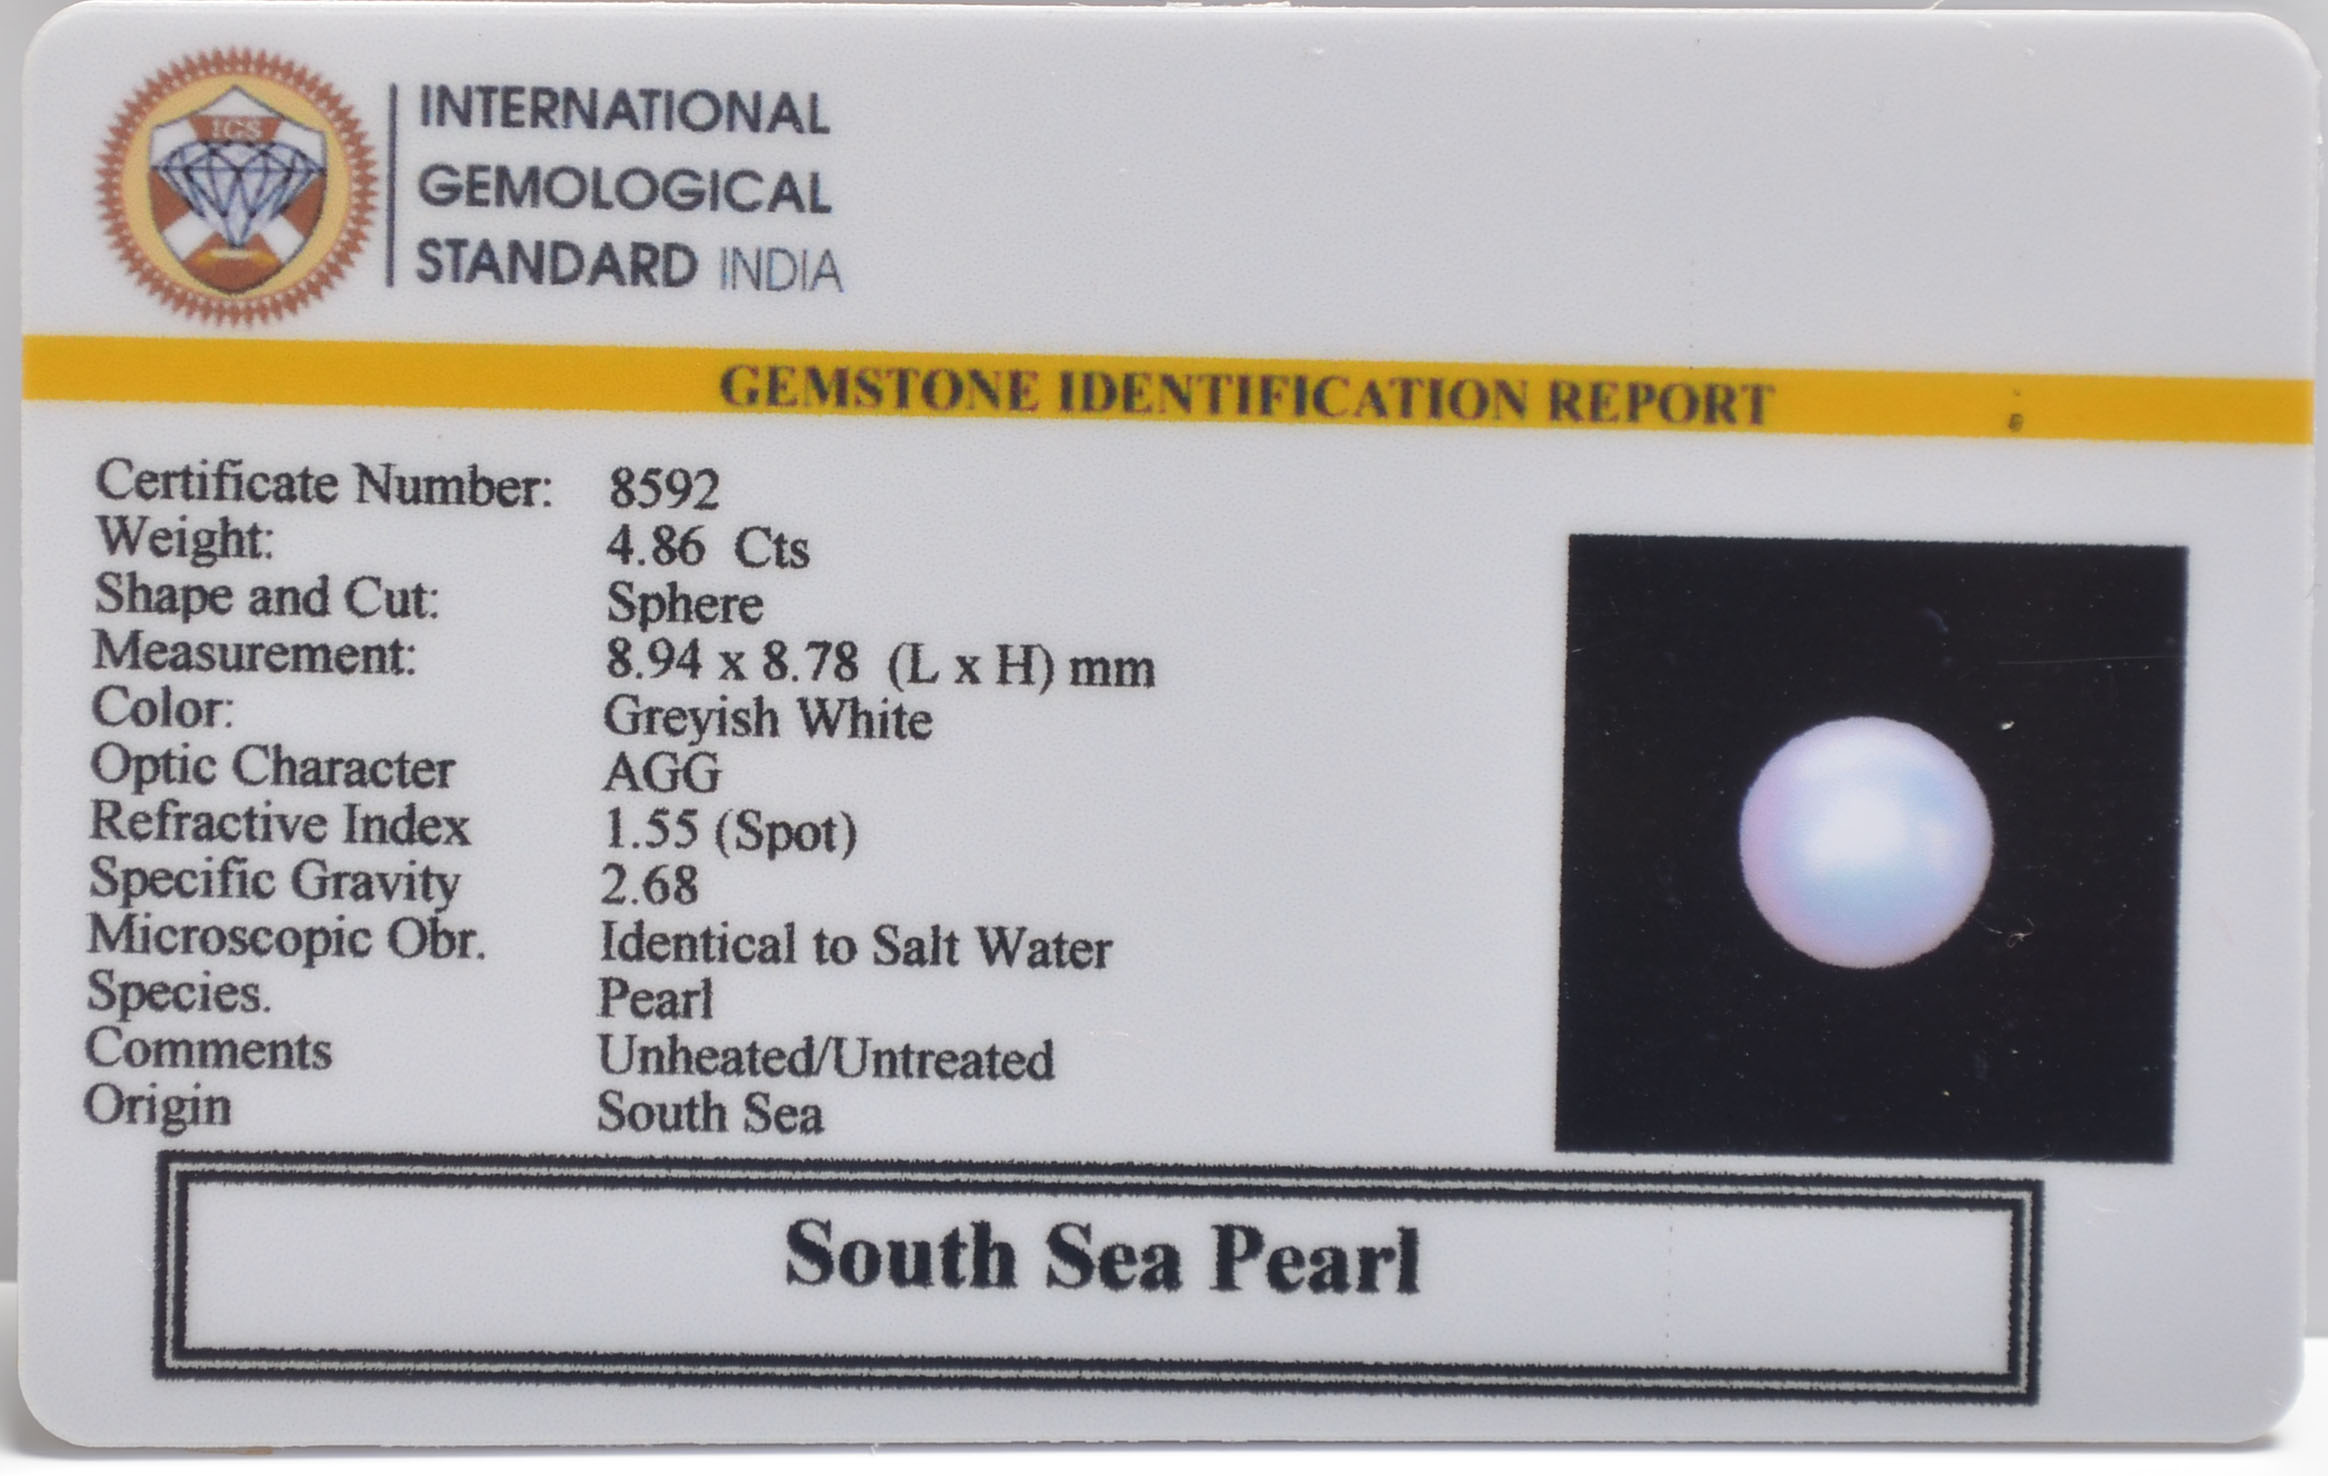 IGS
INTERNATIONAL
GEMOLOGICAL
STANDARD INDIA
GEMSTONE IDENTIFICATION REPORT
Certificate Number: 8592
Weight: 4.86 Cts
Shape and Cut: Sphere
Measurement: 8.94 x 8.78 (L x H) mm
Color: Greyish White
Optic Character AGG
Refractive Index 1.55 (Spot)
Specific Gravity 2.68
Microscopic Obr. Identical to Salt Water
Species. Pearl
Comments Unheated/Untreated
Origin South Sea
South Sea Pearl